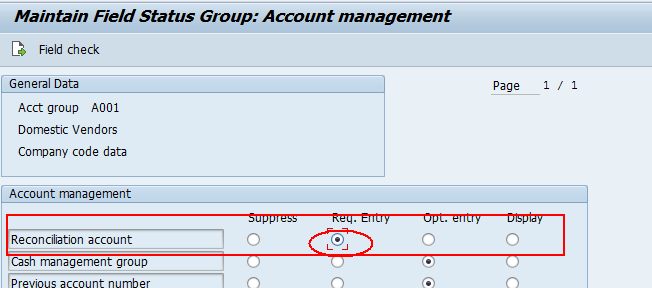 Maintain Field Status Group: Account management
Field check
General Data
Page 1 / 1
Acct group A001
Domestic Vendors
Company code data
Account management
Suppress Req. Entry Opt. entry Display
Reconciliation account
Cash management group
Previous account number